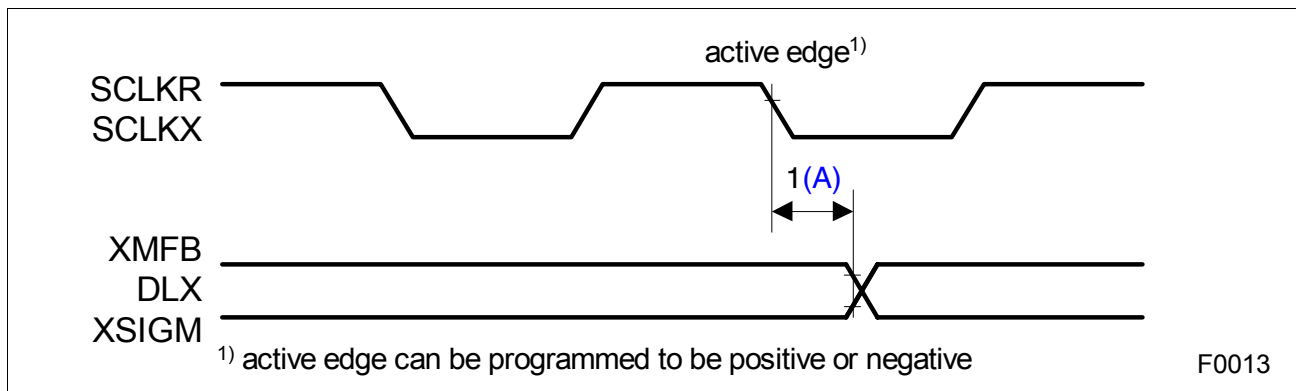 active edge1)
SCLKR
SCLKX
1(A)
XMFB
DLX
XSIGM
1) active edge can be programmed to be positive or negative
F0013